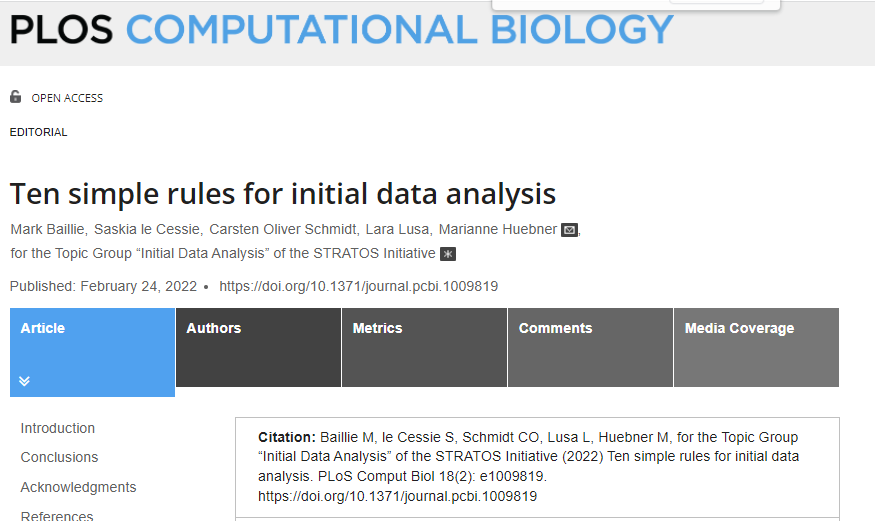 PLOS COMPUTATIONAL BIOLOGY
OPEN ACCESS
EDITORIAL
Ten simple rules for initial data analysis
Mark Baillie, Saskia le Cessie, Carsten Oliver Schmidt, Lara Lusa, Marianne Huebner ,
for the Topic Group “Initial Data Analysis” of the STRATOS Initiative
Published: February 24, 2022 • https://doi.org/10.1371/journal.pcbi.1009819
Article Authors Metrics Comments Media Coverage
Introduction
Conclusions
Acknowledgments
References
Citation: Baillie M, le Cessie S, Schmidt CO, Lusa L, Huebner M, for the Topic Group
“Initial Data Analysis” of the STRATOS Initiative (2022) Ten simple rules for initial data
analysis. PLoS Comput Biol 18(2): e1009819.
https://doi.org/10.1371/journal.pcbi.1009819